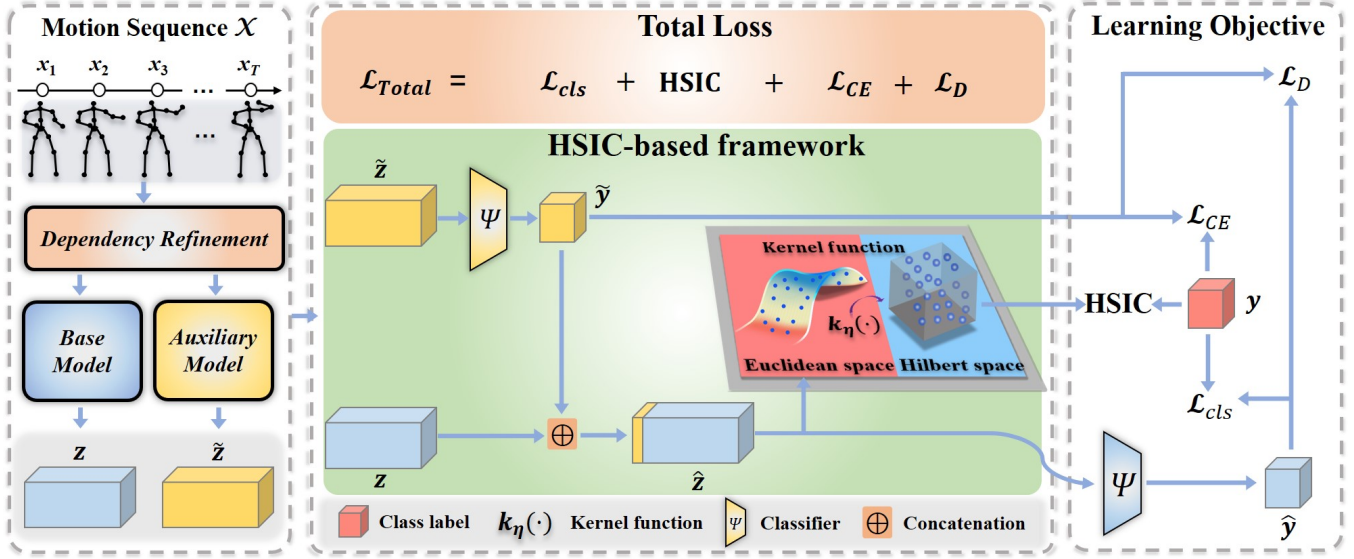 Motion Sequence 𝒳
x₁ x₂ x₃ ... x_T
...
Dependency Refinement
Base
Model
Auxiliary
Model
z
z̃
Total Loss
ℒ_Total = ℒ_cls + HSIC + ℒ_CE + ℒ_D
HSIC-based framework
z̃
Ψ
ỹ
Kernel function
k_η(·)
Euclidean space
Hilbert space
z
⊕
ẑ
Class label
k_η(·) Kernel function
Ψ Classifier
⊕ Concatenation
Learning Objective
ℒ_D
ℒ_CE
HSIC
y
ℒ_cls
Ψ
ŷ